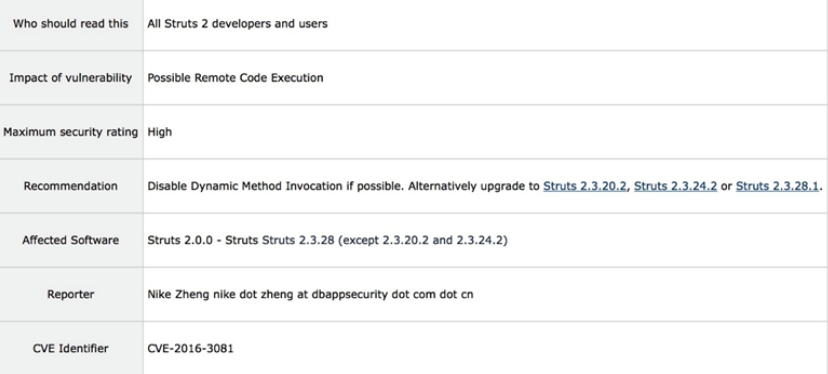 Who should read this All Struts 2 developers and users
Impact of vulnerability Possible Remote Code Execution
Maximum security rating High
Recommendation Disable Dynamic Method Invocation if possible. Alternatively upgrade to Struts 2.3.20.2, Struts 2.3.24.2 or Struts 2.3.28.1.
Affected Software Struts 2.0.0 - Struts Struts 2.3.28 (except 2.3.20.2 and 2.3.24.2)
Reporter Nike Zheng nike dot zheng at dbappsecurity dot com dot cn
CVE Identifier CVE-2016-3081